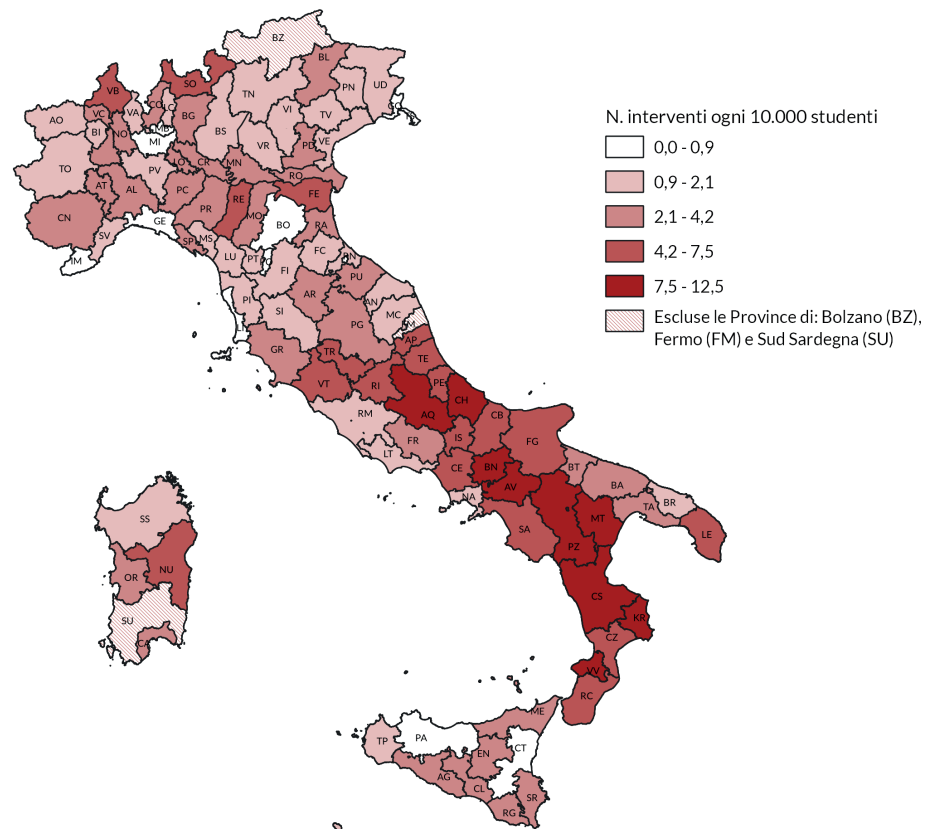 BZ
BL
SO
VB
TN
PN
UD
CO
LC
VA
BG
VI
TV
GO
AO
VC
NO
BI
MB
MI
BS
VR
PD
VE
TO
PV
LO
CR
MN
RO
AT
AL
PC
PR
RE
FE
CN
GE
MO
BO
RA
SV
SP
MS
IM
LU
PT
FI
FC
RN
PU
PI
SI
AR
AN
MC
FM
PG
AP
GR
TR
TE
VT
RI
PE
AQ
CH
RM
CB
FR
IS
FG
LT
CE
BN
BT
NA
AV
BA
TA
BR
SS
SA
MT
LE
PZ
OR
NU
CS
SU
KR
CA
CZ
VV
RC
ME
TP
PA
CT
EN
AG
CL
SR
RG
N. interventi ogni 10.000 studenti
0,0 - 0,9
0,9 - 2,1
2,1 - 4,2
4,2 - 7,5
7,5 - 12,5
Escluse le Province di: Bolzano (BZ),
Fermo (FM) e Sud Sardegna (SU)